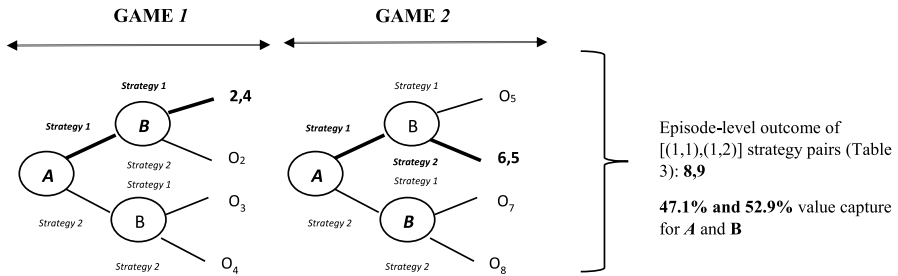 GAME 1
GAME 2
Strategy 1
Strategy 1
B
2,4
Strategy 2
O2
A
Strategy 1
B
O3
Strategy 2
Strategy 2
O4
Strategy 1
Strategy 1
B
O5
Strategy 2
6,5
A
Strategy 1
B
O7
Strategy 2
Strategy 2
O8
Episode-level outcome of
[(1,1),(1,2)] strategy pairs (Table
3): 8,9
47.1% and 52.9% value capture
for A and B